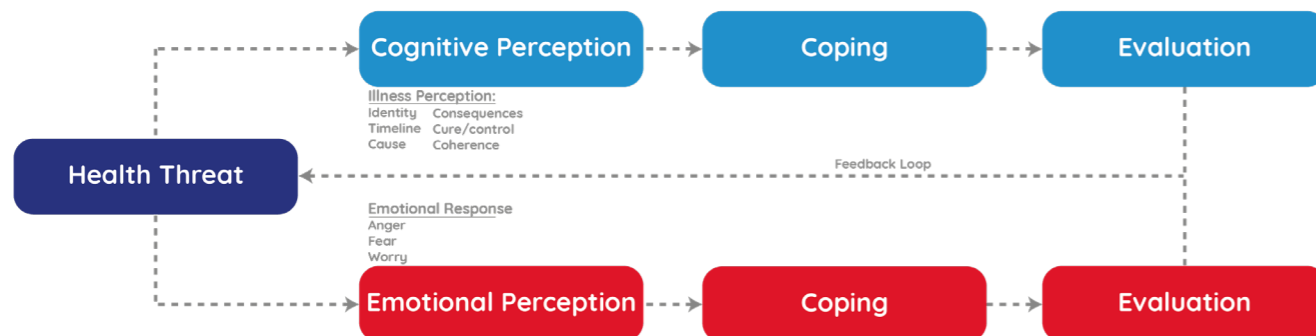 Cognitive Perception
Coping
Evaluation
Illness Perception:
Identity Consequences
Timeline Cure/control
Cause Coherence
Health Threat
Feedback Loop
Emotional Response
Anger
Fear
Worry
Emotional Perception
Coping
Evaluation